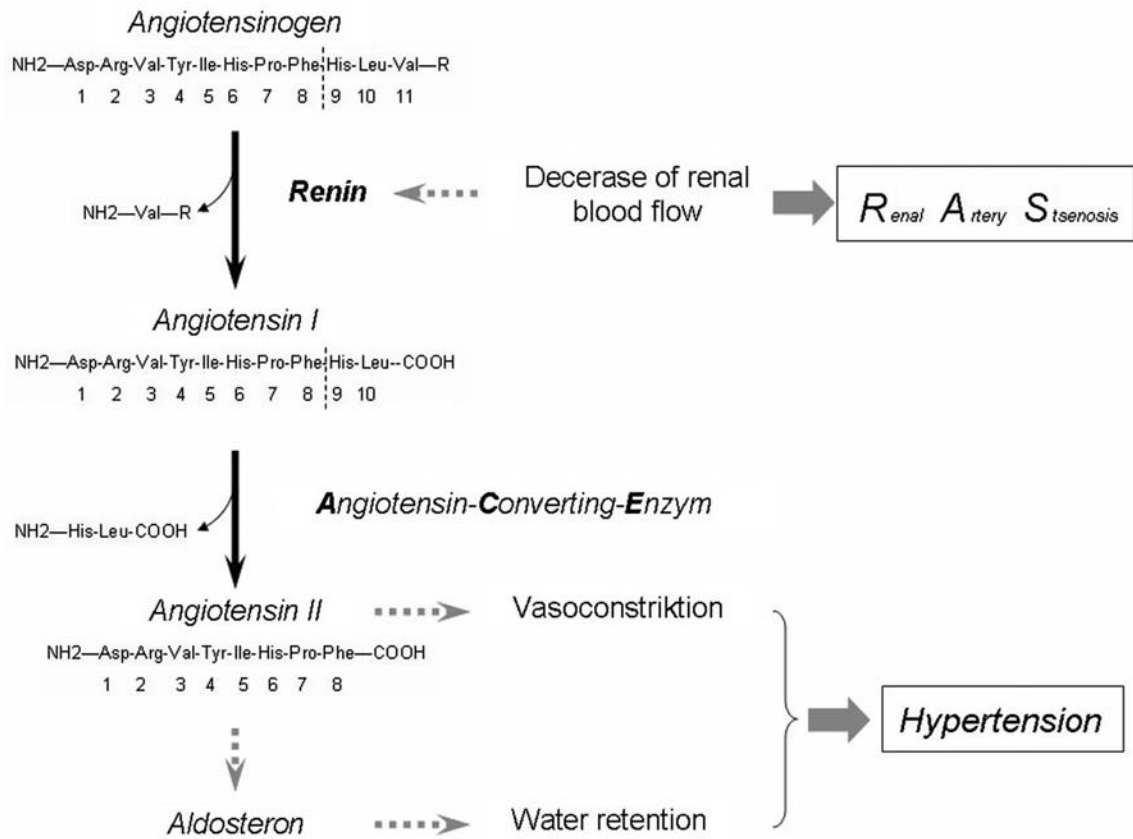 Angiotensinogen
NH2—Asp-Arg-Val-Tyr-Ile-His-Pro-Phe-His-Leu-Val—R
1 2 3 4 5 6 7 8 9 10 11
NH2—Val—R
Renin
Decerase of renal
blood flow
Renal Artery Stsenosis
Angiotensin I
NH2—Asp-Arg-Val-Tyr-Ile-His-Pro-Phe-His-Leu--COOH
1 2 3 4 5 6 7 8 9 10
NH2—His-Leu-COOH
Angiotensin-Converting-Enzym
Angiotensin II
Vasoconstriktion
NH2—Asp-Arg-Val-Tyr-Ile-His-Pro-Phe—COOH
1 2 3 4 5 6 7 8
Hypertension
Aldosteron
Water retention